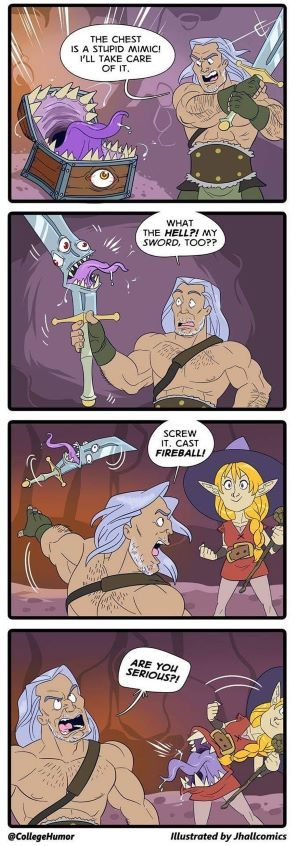 THE CHEST
IS A STUPID MIMIC!
I'LL TAKE CARE
OF IT.
WHAT
THE HELL?! MY
SWORD, TOO??
SCREW
IT. CAST
FIREBALL!
ARE YOU
SERIOUS?!
@CollegeHumor
Illustrated by Jhallcomics